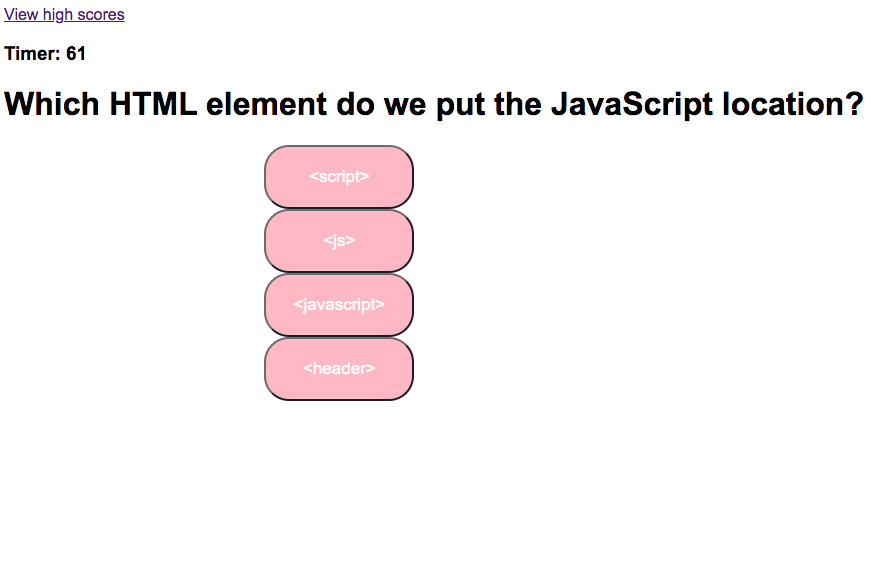 View high scores
Timer: 61
Which HTML element do we put the JavaScript location?
<script>
<js>
<javascript>
<header>